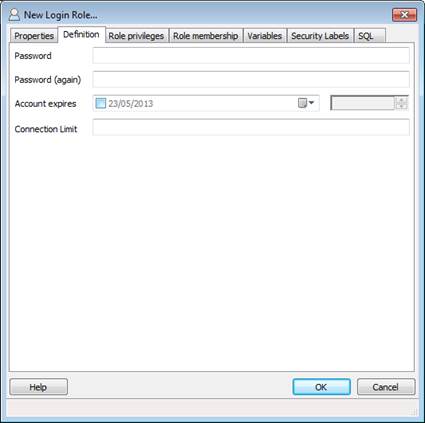 New Login Role...
Properties Definition Role privileges Role membership Variables Security Labels SQL
Password
Password (again)
Account expires 23/05/2013
Connection Limit
Help OK Cancel